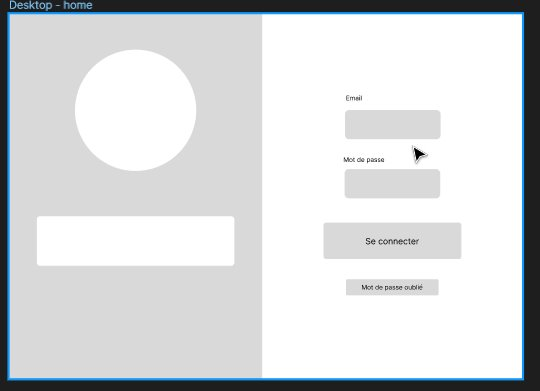 Desktop - home
Email
Mot de passe
Se connecter
Mot de passe oublié